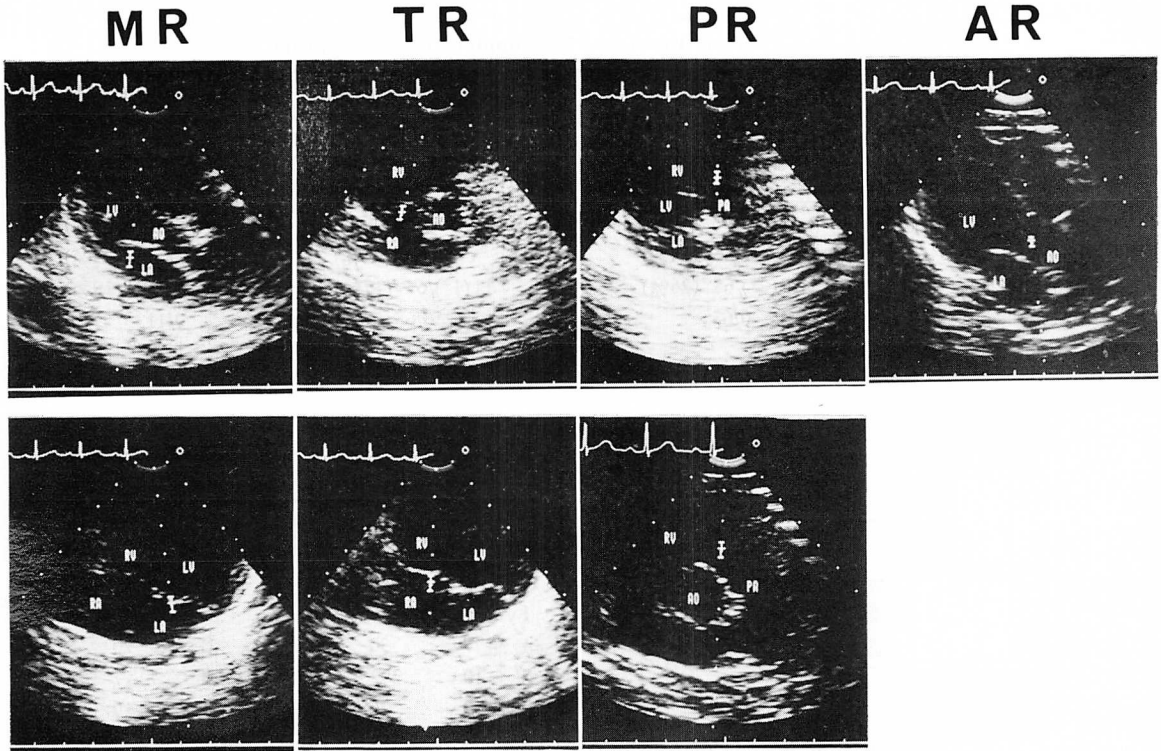 MR TR PR AR
LV AO LA
RV AO RA
RV LV PA LA
LV AO LA
RV LV RA LA
RV LV RA LA
RV AO PA